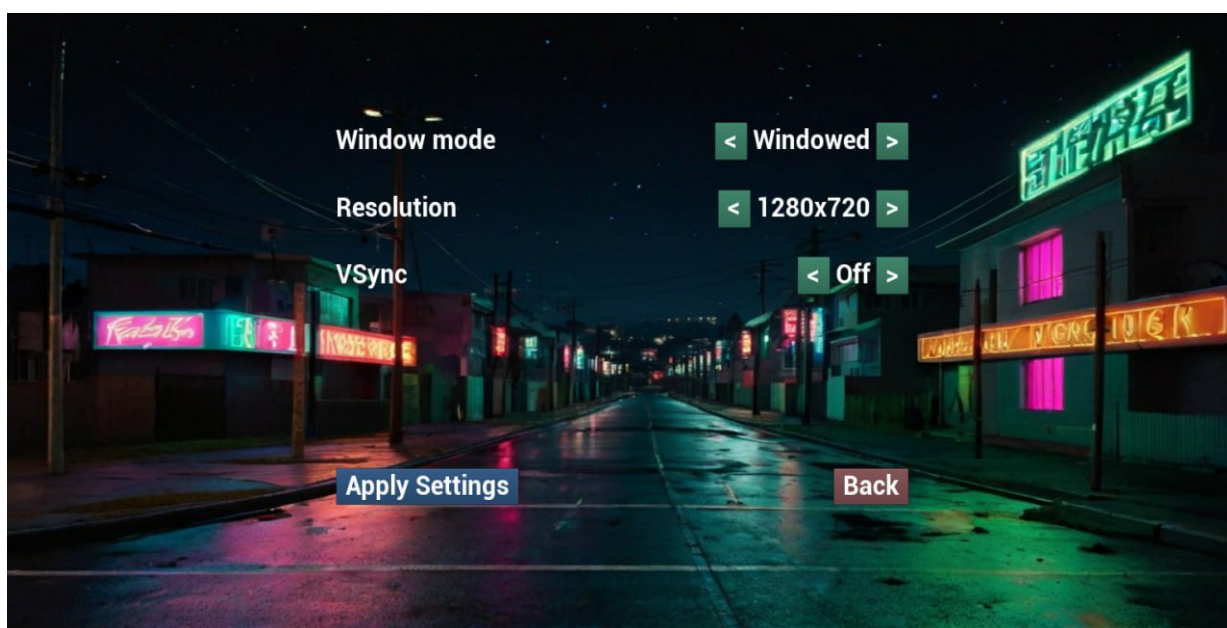 Window mode < Windowed >
Resolution < 1280x720 >
VSync < Off >
Apply Settings Back